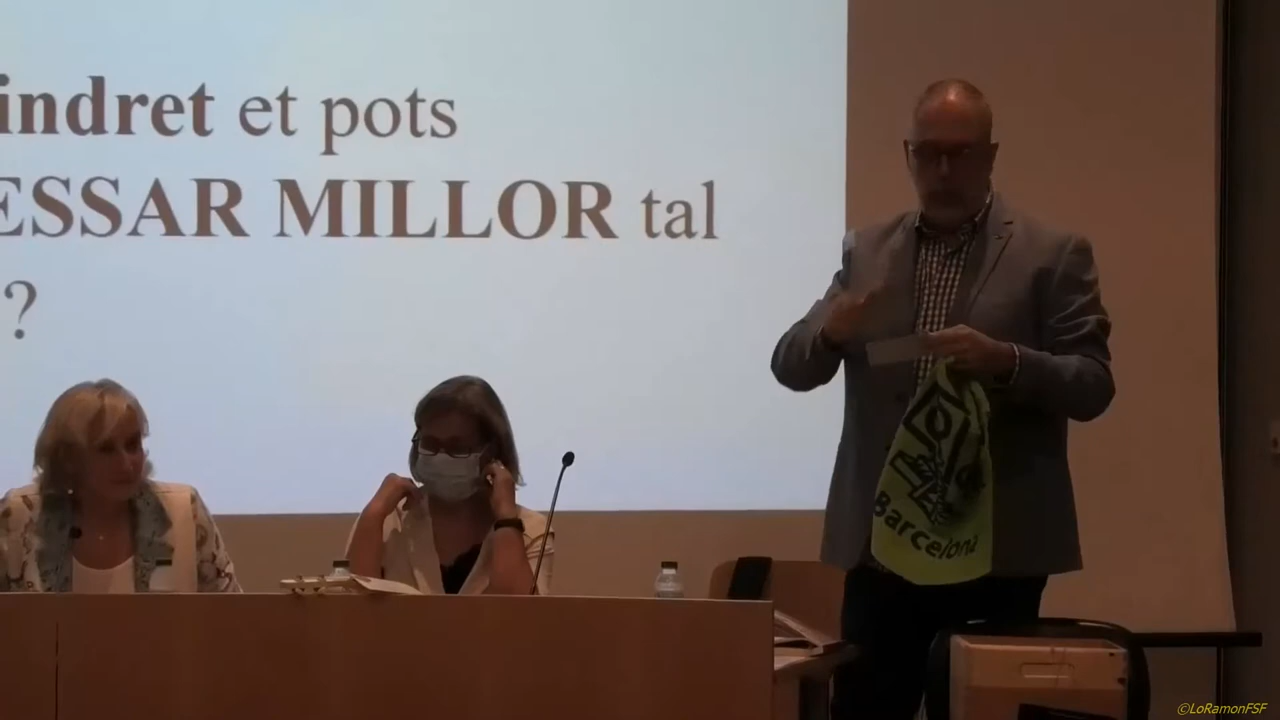 indret et pots
ESSAR MILLOR tal
?
Barcelona
©LoRamonFSF